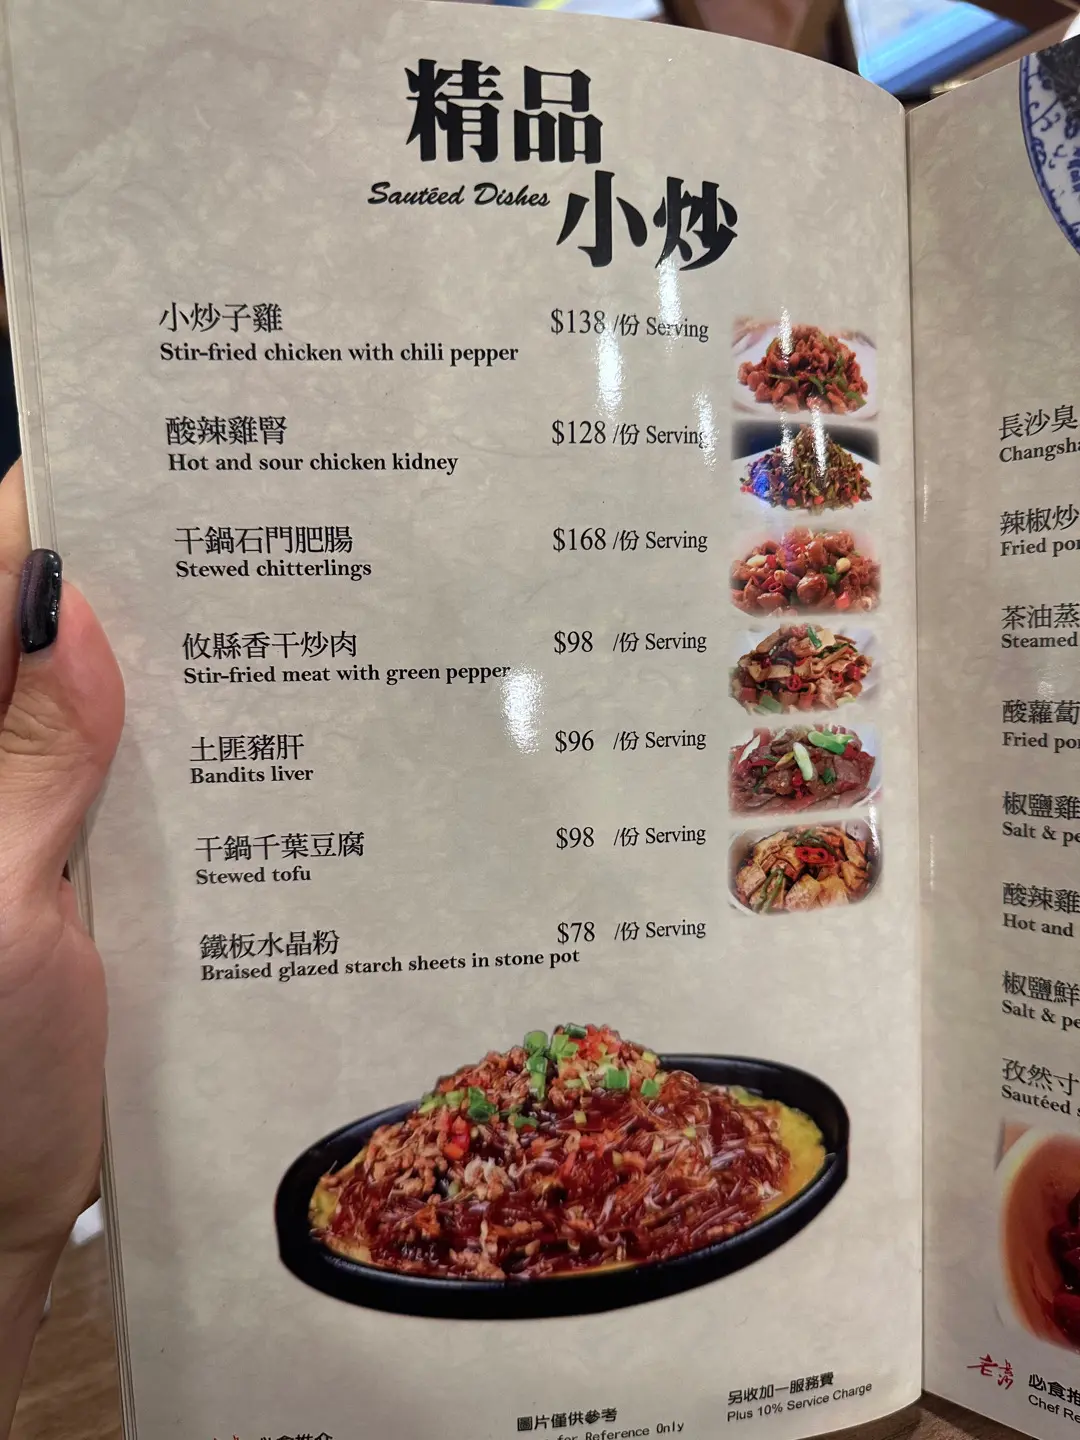 精品
Sautéed Dishes
小炒
小炒子雞 $138 /份 Serving
Stir-fried chicken with chili pepper
酸辣雞腎 $128 /份 Serving
Hot and sour chicken kidney
干鍋石門肥腸 $168 /份 Serving
Stewed chitterlings
攸縣香干炒肉 $98 /份 Serving
Stir-fried meat with green pepper
土匪豬肝 $96 /份 Serving
Bandits liver
干鍋千葉豆腐 $98 /份 Serving
Stewed tofu
鐵板水晶粉 $78 /份 Serving
Braised glazed starch sheets in stone pot
必食推介
圖片僅供參考
for Reference Only
另收加一服務費
Plus 10% Service Charge
長沙臭
Changsha
辣椒炒
Fried por
茶油蒸
Steamed
酸蘿蔔
Fried por
椒鹽雞
Salt & pe
酸辣雞
Hot and
椒鹽鮮
Salt & pe
孜然寸
Sautéed s
必食推
Chef Re